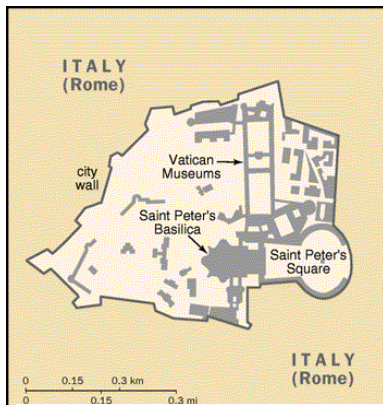 ITALY
(Rome)
city
wall
Vatican
Museums
Saint Peter's
Basilica
Saint Peter's
Square
ITALY
(Rome)
0 0.15 0.3 km
0 0.15 0.3 mi